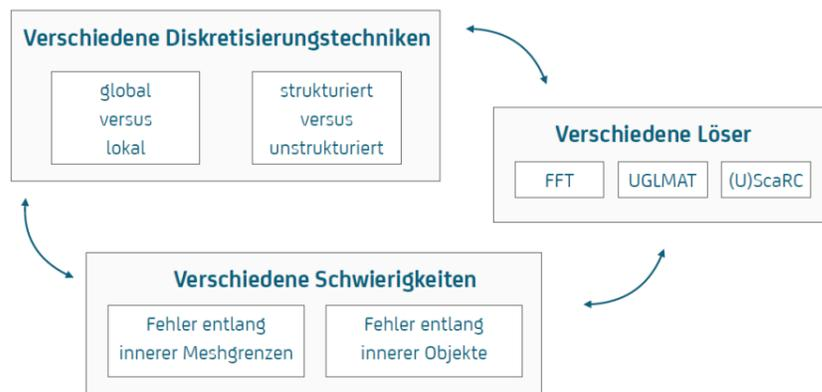 Verschiedene Diskretisierungstechniken
global
versus
lokal
strukturiert
versus
unstrukturiert
Verschiedene Löser
FFT
UGLMAT
(U)ScaRC
Verschiedene Schwierigkeiten
Fehler entlang
innerer Meshgrenzen
Fehler entlang
innerer Objekte